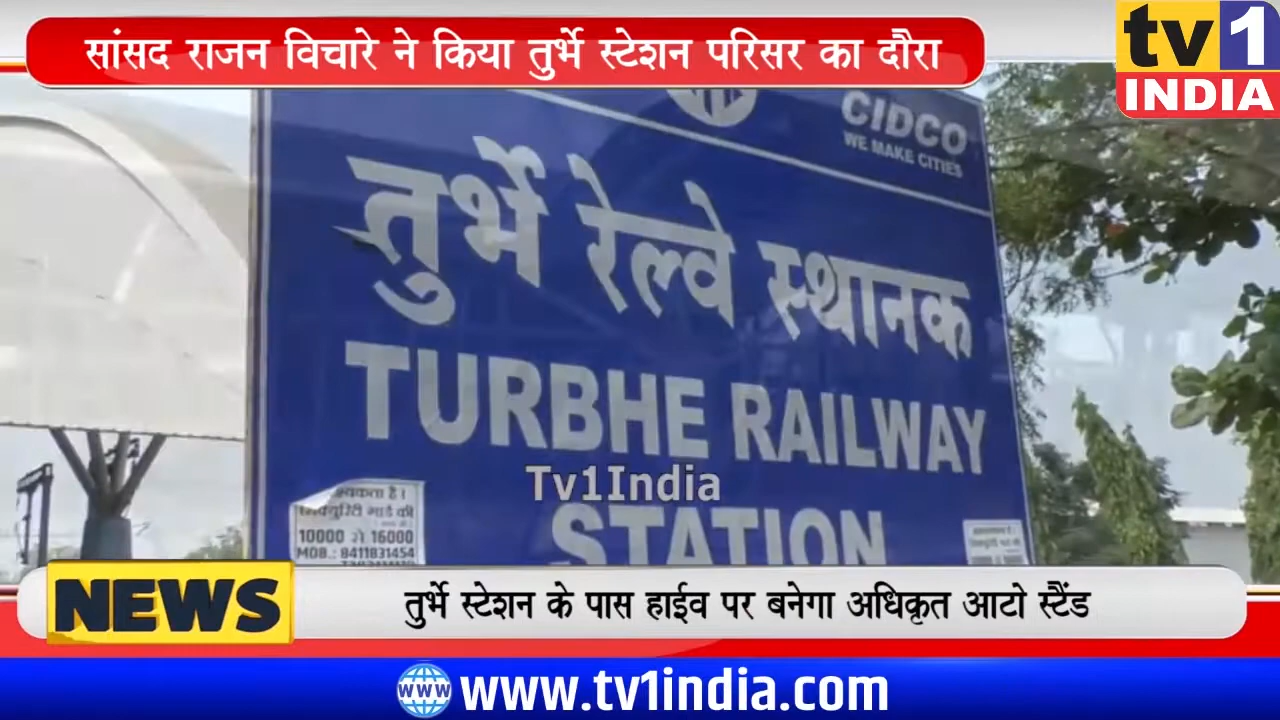 सांसद राजन विचारे ने किया तुर्भे स्टेशन परिसर का दौरा
tv1
INDIA
CIDCO
WE MAKE CITIES
तुर्भे रेल्वे स्थानक
TURBHE RAILWAY
Tv1India
STATION
10000 से 16000
MOB.: 8411831454
NEWS
तुर्भे स्टेशन के पास हाईव पर बनेगा अधिकृत आटो स्टैंड
www
www.tv1india.com